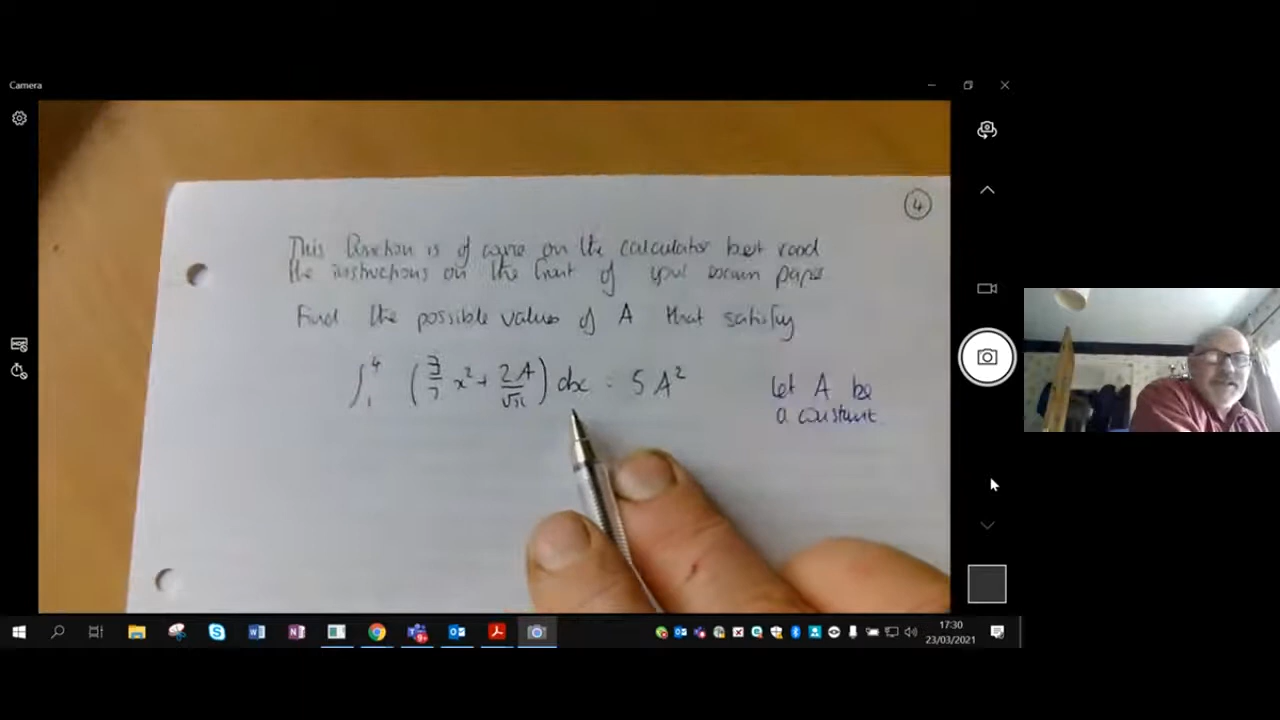 Camera
4
This function is of course on the calculator but read
the instructions on the front of your exam paper
Find the possible values of A that satisfy
∫₁⁴ (3/7 x² + 2A/√x) dx = 5A²
let A be
a constant.
17:30
23/03/2021